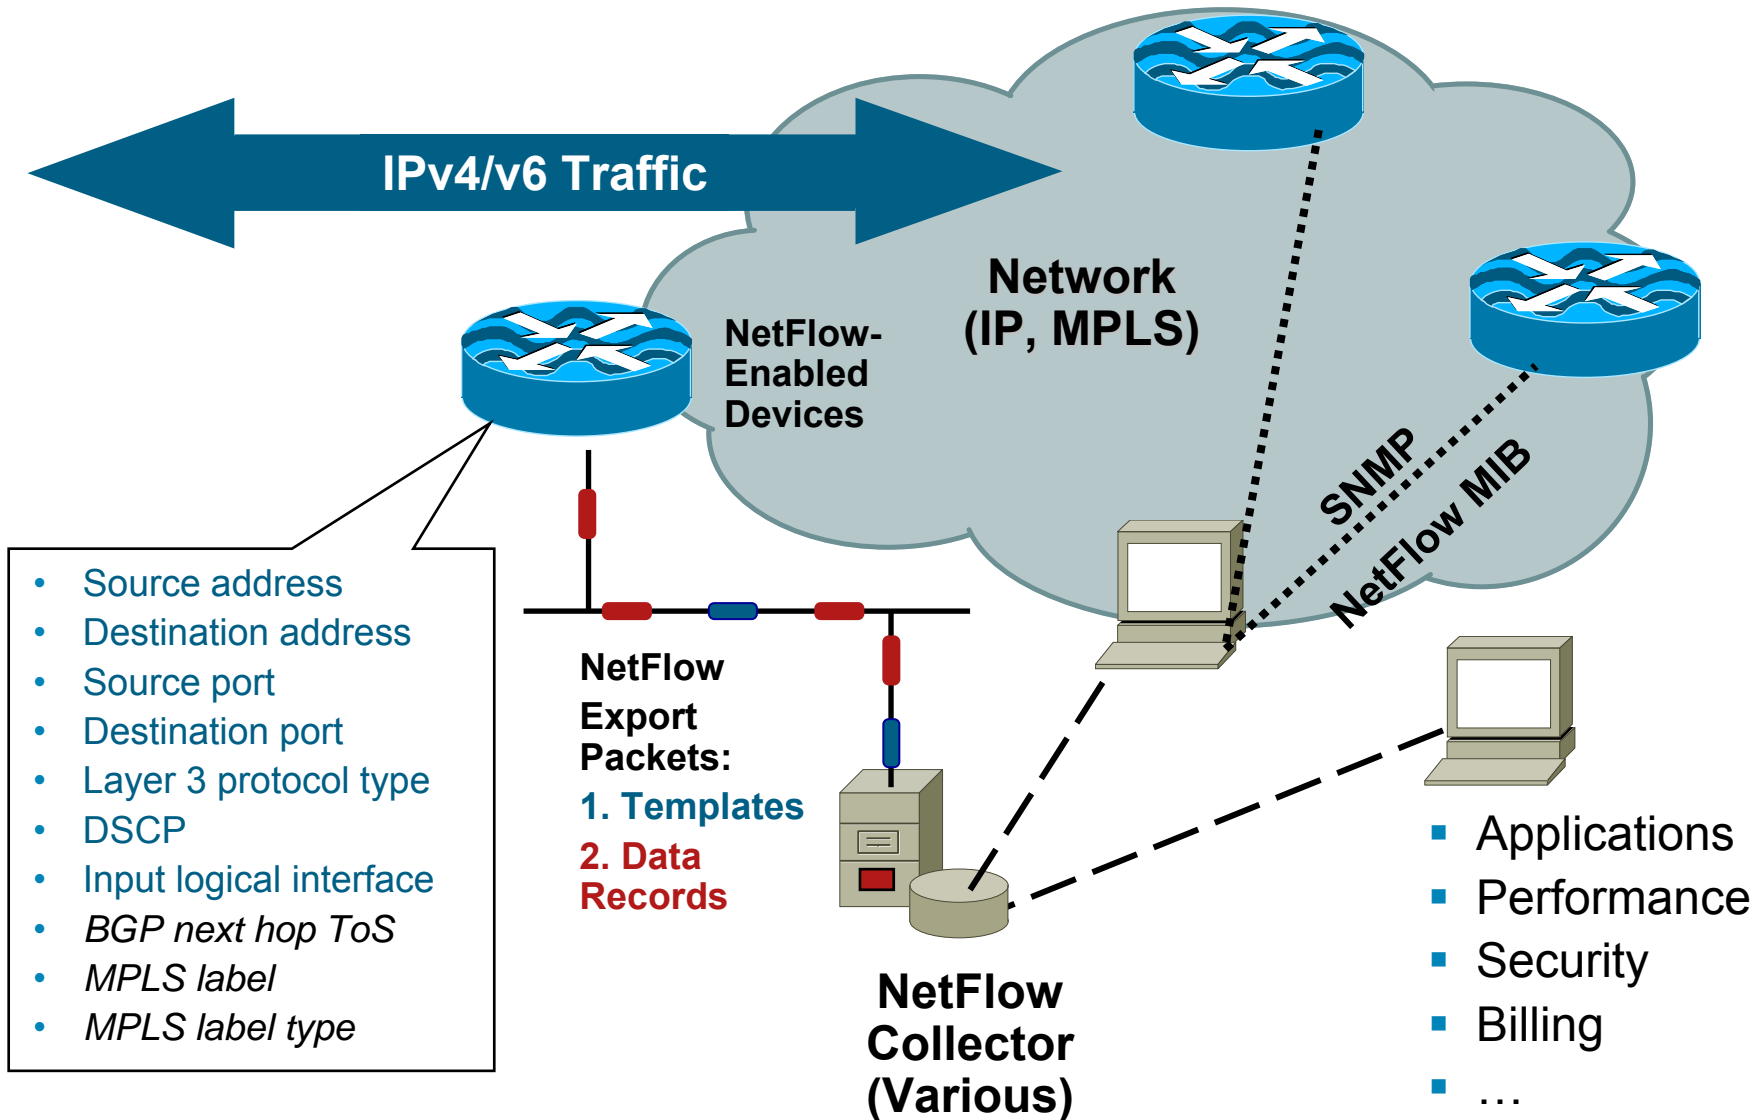 IPv4/v6 Traffic
Network
(IP, MPLS)
NetFlow-
Enabled
Devices
SNMP
NetFlow MIB
• Source address
• Destination address
• Source port
• Destination port
• Layer 3 protocol type
• DSCP
• Input logical interface
• BGP next hop ToS
• MPLS label
• MPLS label type
NetFlow
Export
Packets:
1. Templates
2. Data
Records
NetFlow
Collector
(Various)
▪ Applications
▪ Performance
▪ Security
▪ Billing
▪ …